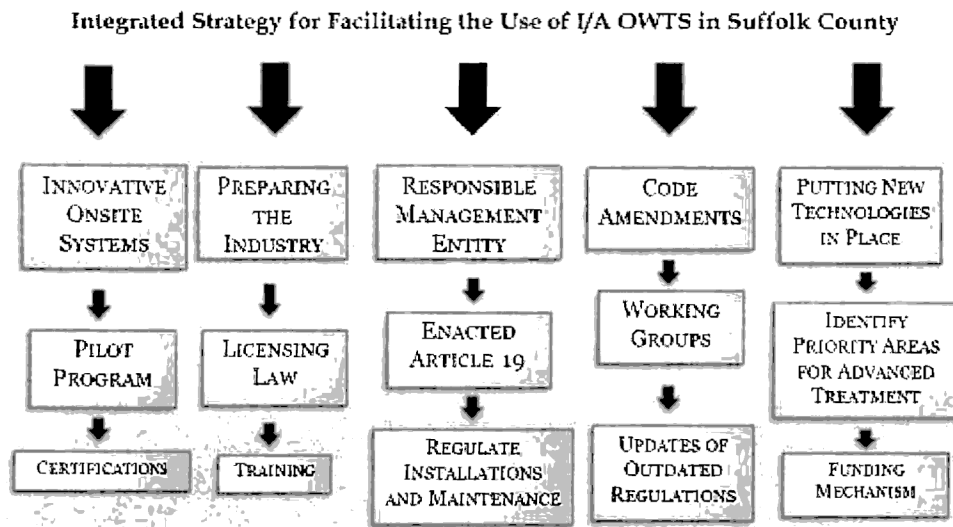 Integrated Strategy for Facilitating the Use of I/A OWTS in Suffolk County
INNOVATIVE
ONSITE
SYSTEMS
PILOT
PROGRAM
CERTIFICATIONS
PREPARING
THE
INDUSTRY
LICENSING
LAW
TRAINING
RESPONSIBLE
MANAGEMENT
ENTITY
ENACTED
ARTICLE 19
REGULATE
INSTALLATIONS
AND MAINTENANCE
CODE
AMENDMENTS
WORKING
GROUPS
UPDATES OF
OUTDATED
REGULATIONS
PUTTING NEW
TECHNOLOGIES
IN PLACE
IDENTIFY
PRIORITY AREAS
FOR ADVANCED
TREATMENT
FUNDING
MECHANISM